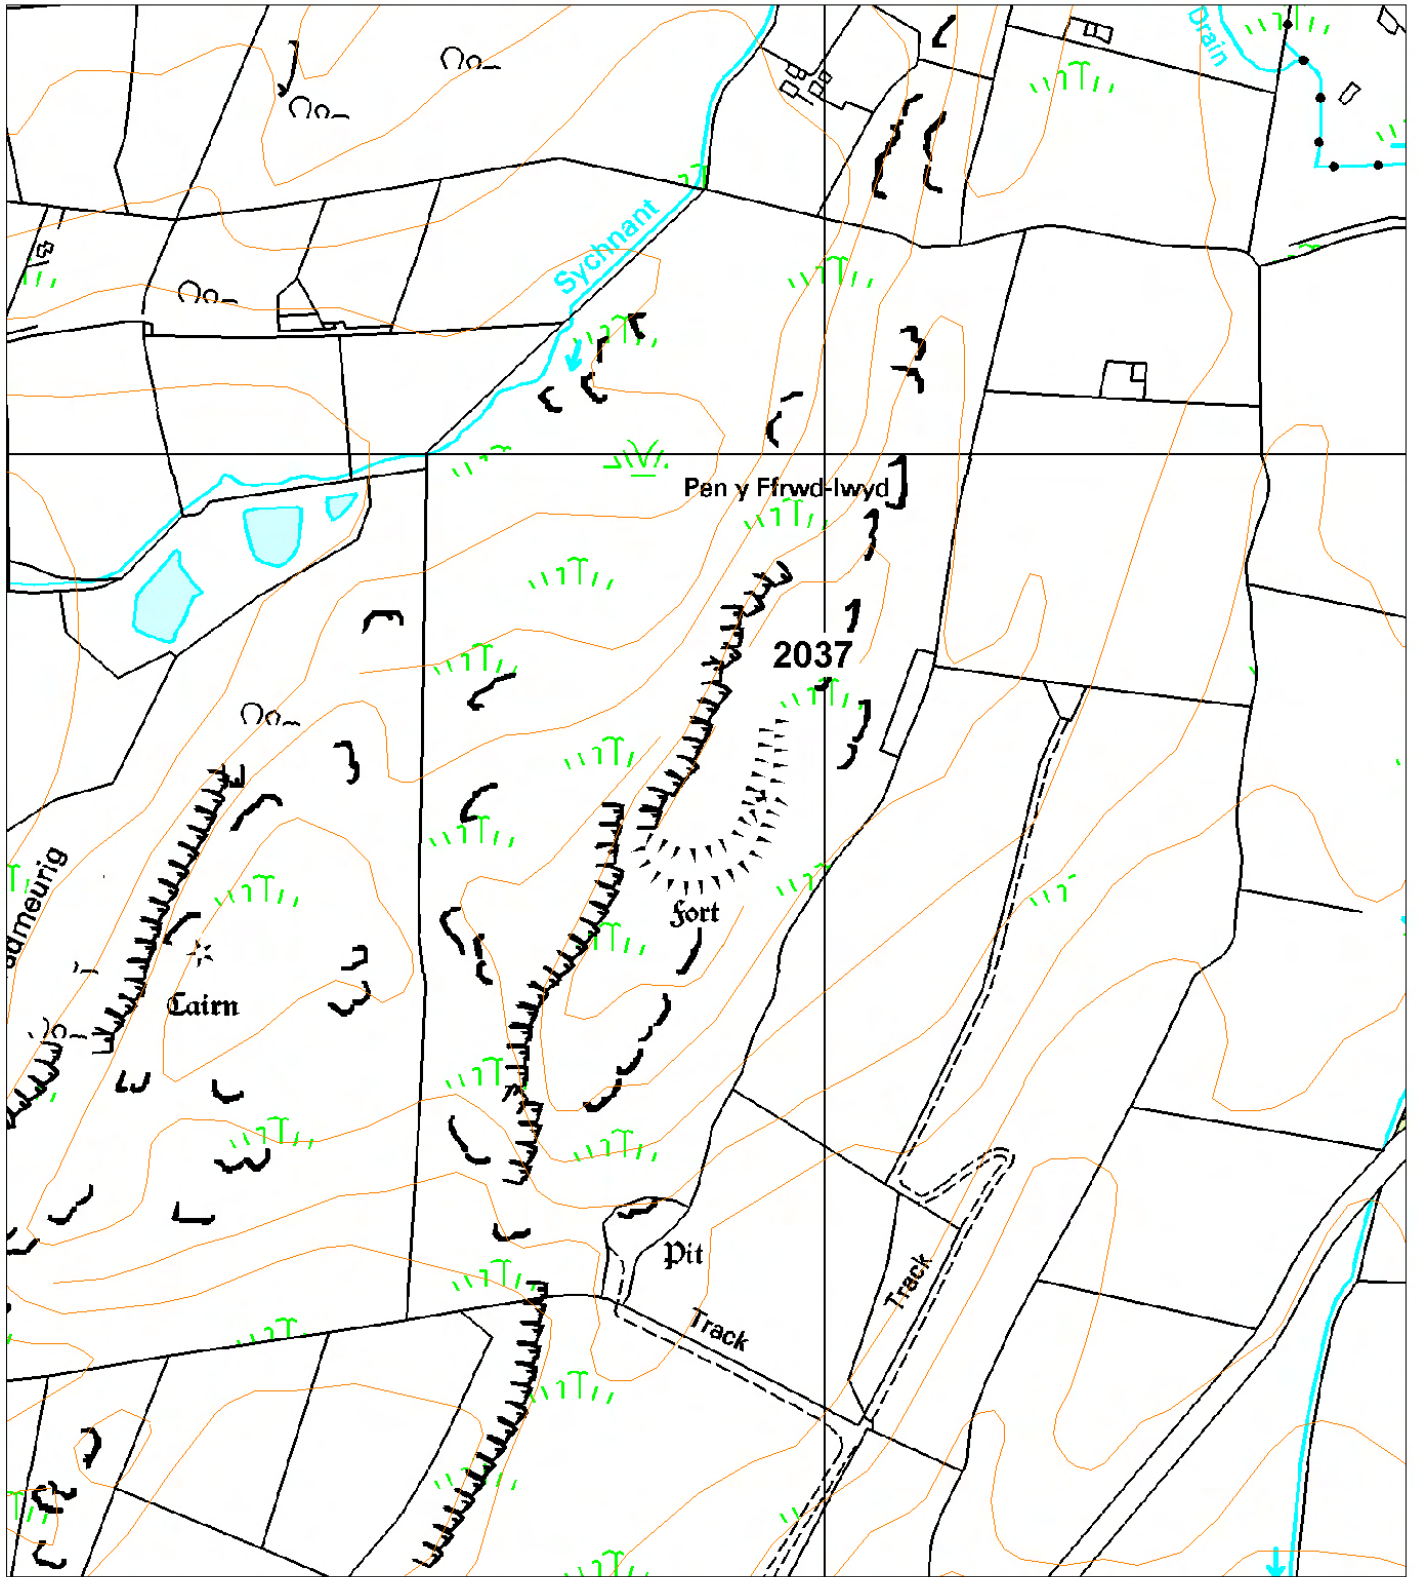 Drain
Sychnant
Pen y Ffrwd-lwyd
2037
Fort
Cairn
Pit
Track
Track